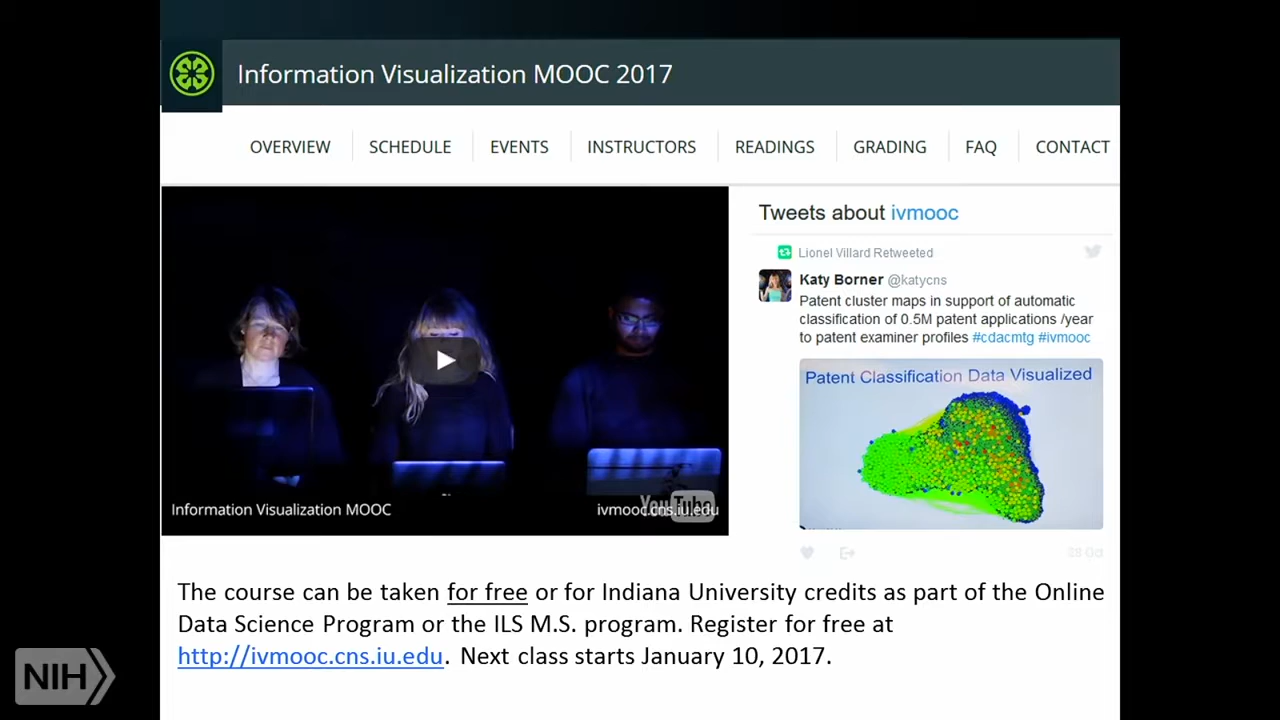 Information Visualization MOOC 2017
OVERVIEW
SCHEDULE
EVENTS
INSTRUCTORS
READINGS
GRADING
FAQ
CONTACT
Information Visualization MOOC
ivmooc.cns.iu.edu
YouTube
Tweets about ivmooc
Lionel Villard Retweeted
Katy Borner @katycns
Patent cluster maps in support of automatic
classification of 0.5M patent applications /year
to patent examiner profiles #cdacmtg #ivmooc
Patent Classification Data Visualized
28 Oct
The course can be taken for free or for Indiana University credits as part of the Online
Data Science Program or the ILS M.S. program. Register for free at
http://ivmooc.cns.iu.edu. Next class starts January 10, 2017.
NIH